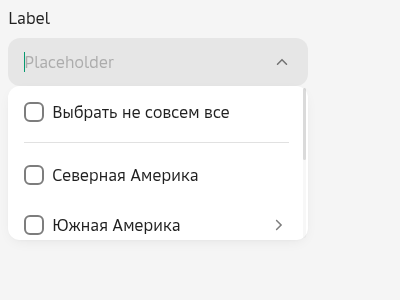 Label
Placeholder
Выбрать не совсем все
Северная Америка
Южная Америка